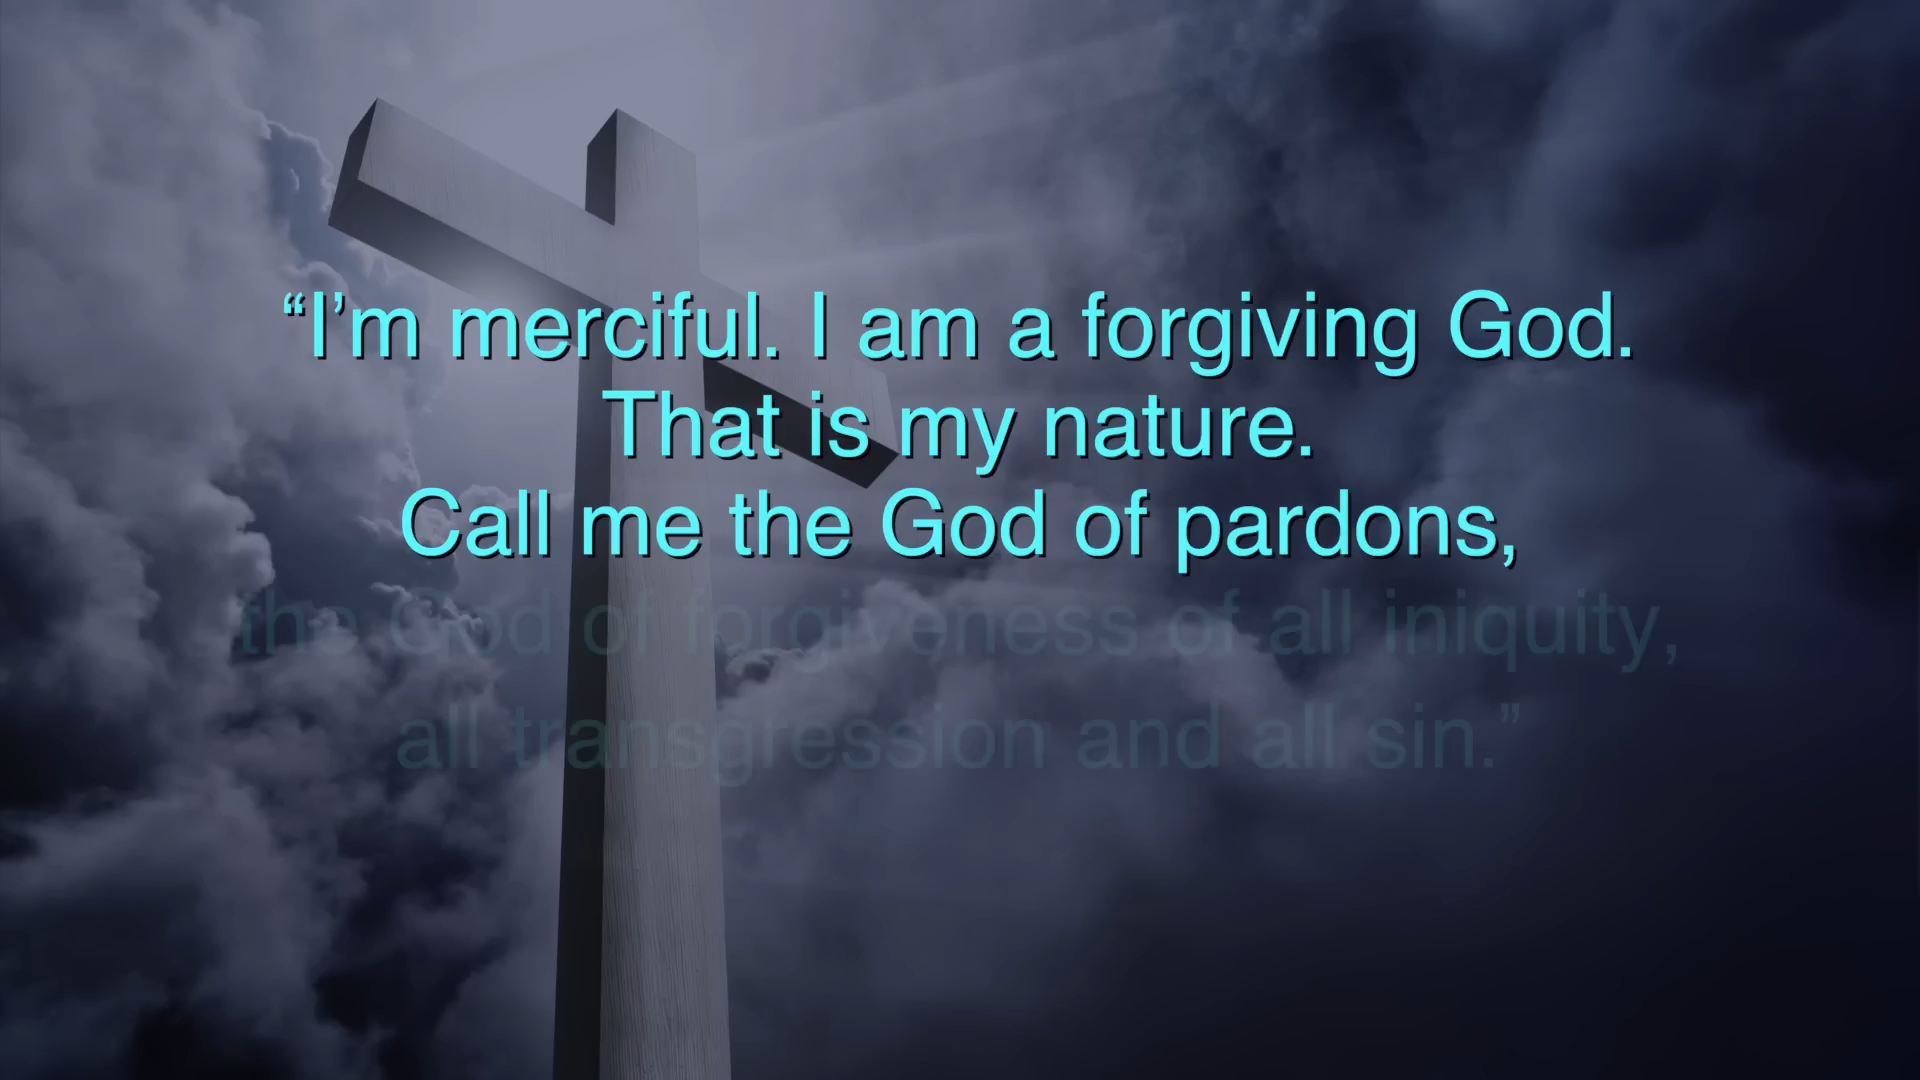 “I’m merciful. I am a forgiving God.
That is my nature.
Call me the God of pardons,
the God of forgiveness of all iniquity,
all transgression and all sin.”